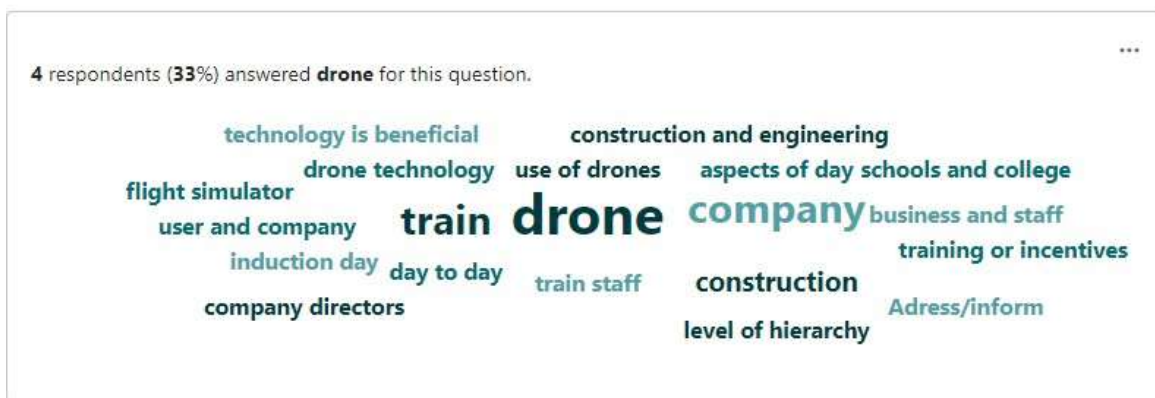 ...
4 respondents (33%) answered drone for this question.
technology is beneficial construction and engineering
drone technology use of drones aspects of day schools and college
flight simulator
train drone company business and staff
user and company
training or incentives
induction day day to day train staff construction
company directors Adress/inform
level of hierarchy